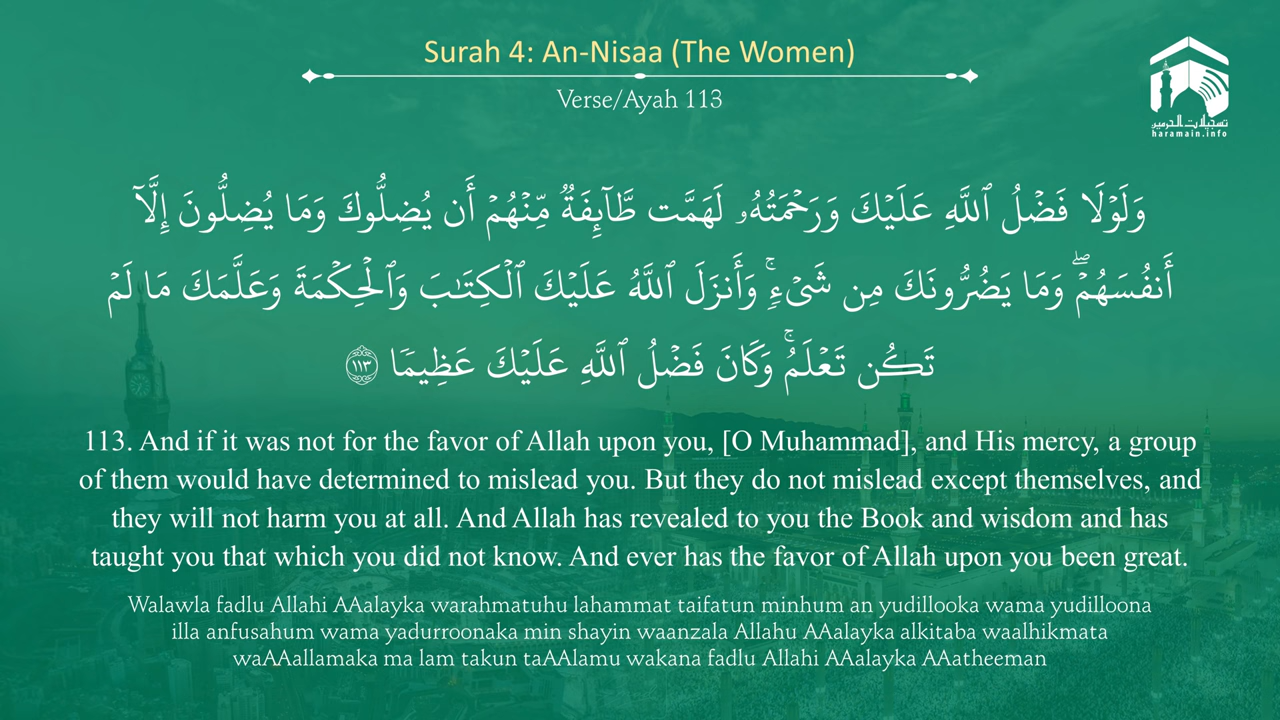 Surah 4: An-Nisaa (The Women)
Verse/Ayah 113
تسجيلات الحرمين
haramain.info
وَلَوْلَا فَضْلُ ٱللَّهِ عَلَيْكَ وَرَحْمَتُهُۥ لَهَمَّت طَّآئِفَةٌ مِّنْهُمْ أَن يُضِلُّوكَ وَمَا يُضِلُّونَ إِلَّآ
أَنفُسَهُمْ ۖ وَمَا يَضُرُّونَكَ مِن شَىْءٍ ۚ وَأَنزَلَ ٱللَّهُ عَلَيْكَ ٱلْكِتَـٰبَ وَٱلْحِكْمَةَ وَعَلَّمَكَ مَا لَمْ
تَكُن تَعْلَمُ ۚ وَكَانَ فَضْلُ ٱللَّهِ عَلَيْكَ عَظِيمًا ١١٣
113. And if it was not for the favor of Allah upon you, [O Muhammad], and His mercy, a group
of them would have determined to mislead you. But they do not mislead except themselves, and
they will not harm you at all. And Allah has revealed to you the Book and wisdom and has
taught you that which you did not know. And ever has the favor of Allah upon you been great.
Walawla fadlu Allahi AAalayka warahmatuhu lahammat taifatun minhum an yudillooka wama yudilloona
illa anfusahum wama yadurroonaka min shayin waanzala Allahu AAalayka alkitaba waalhikmata
waAAallamaka ma lam takun taAAlamu wakana fadlu Allahi AAalayka AAatheeman